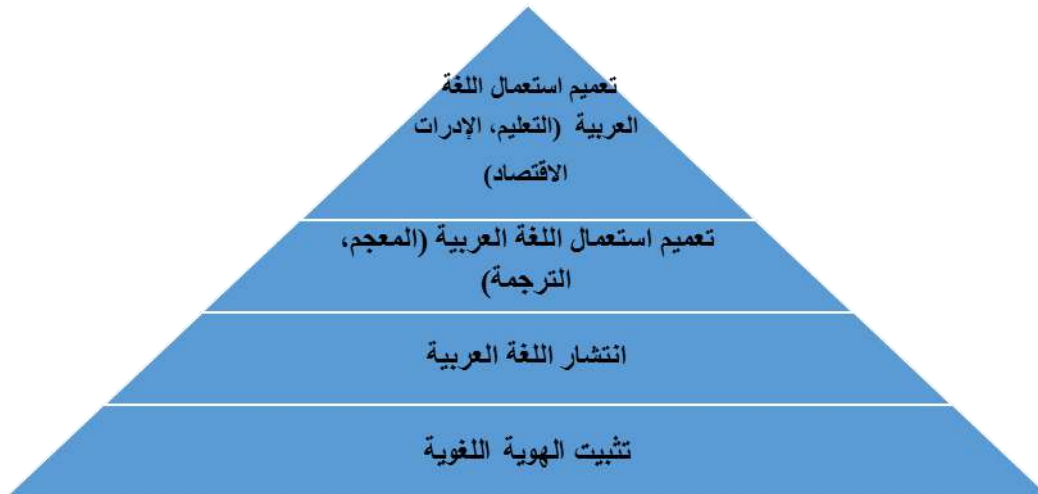 تعميم استعمال اللغة
العربية (التعليم، الإدرات
الاقتصاد)
تعميم استعمال اللغة العربية (المعجم،
الترجمة)
انتشار اللغة العربية
تثبيت الهوية اللغوية